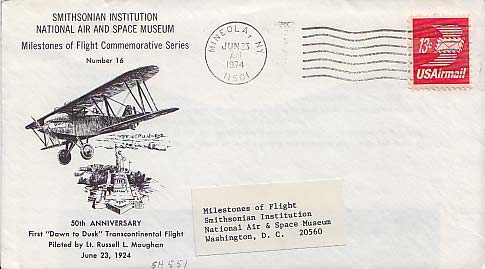 SMITHSONIAN INSTITUTION
NATIONAL AIR AND SPACE MUSEUM
Milestones of Flight Commemorative Series
Number 16
MINEOLA, NY
JUN 23
AM
1974
11501
13c
USAirmail
50th ANNIVERSARY
First "Dawn to Dusk" Transcontinental Flight
Piloted by Lt. Russell L. Maughan
June 23, 1924
Milestones of Flight
Smithsonian Institution
National Air & Space Museum
Washington, D. C. 20560